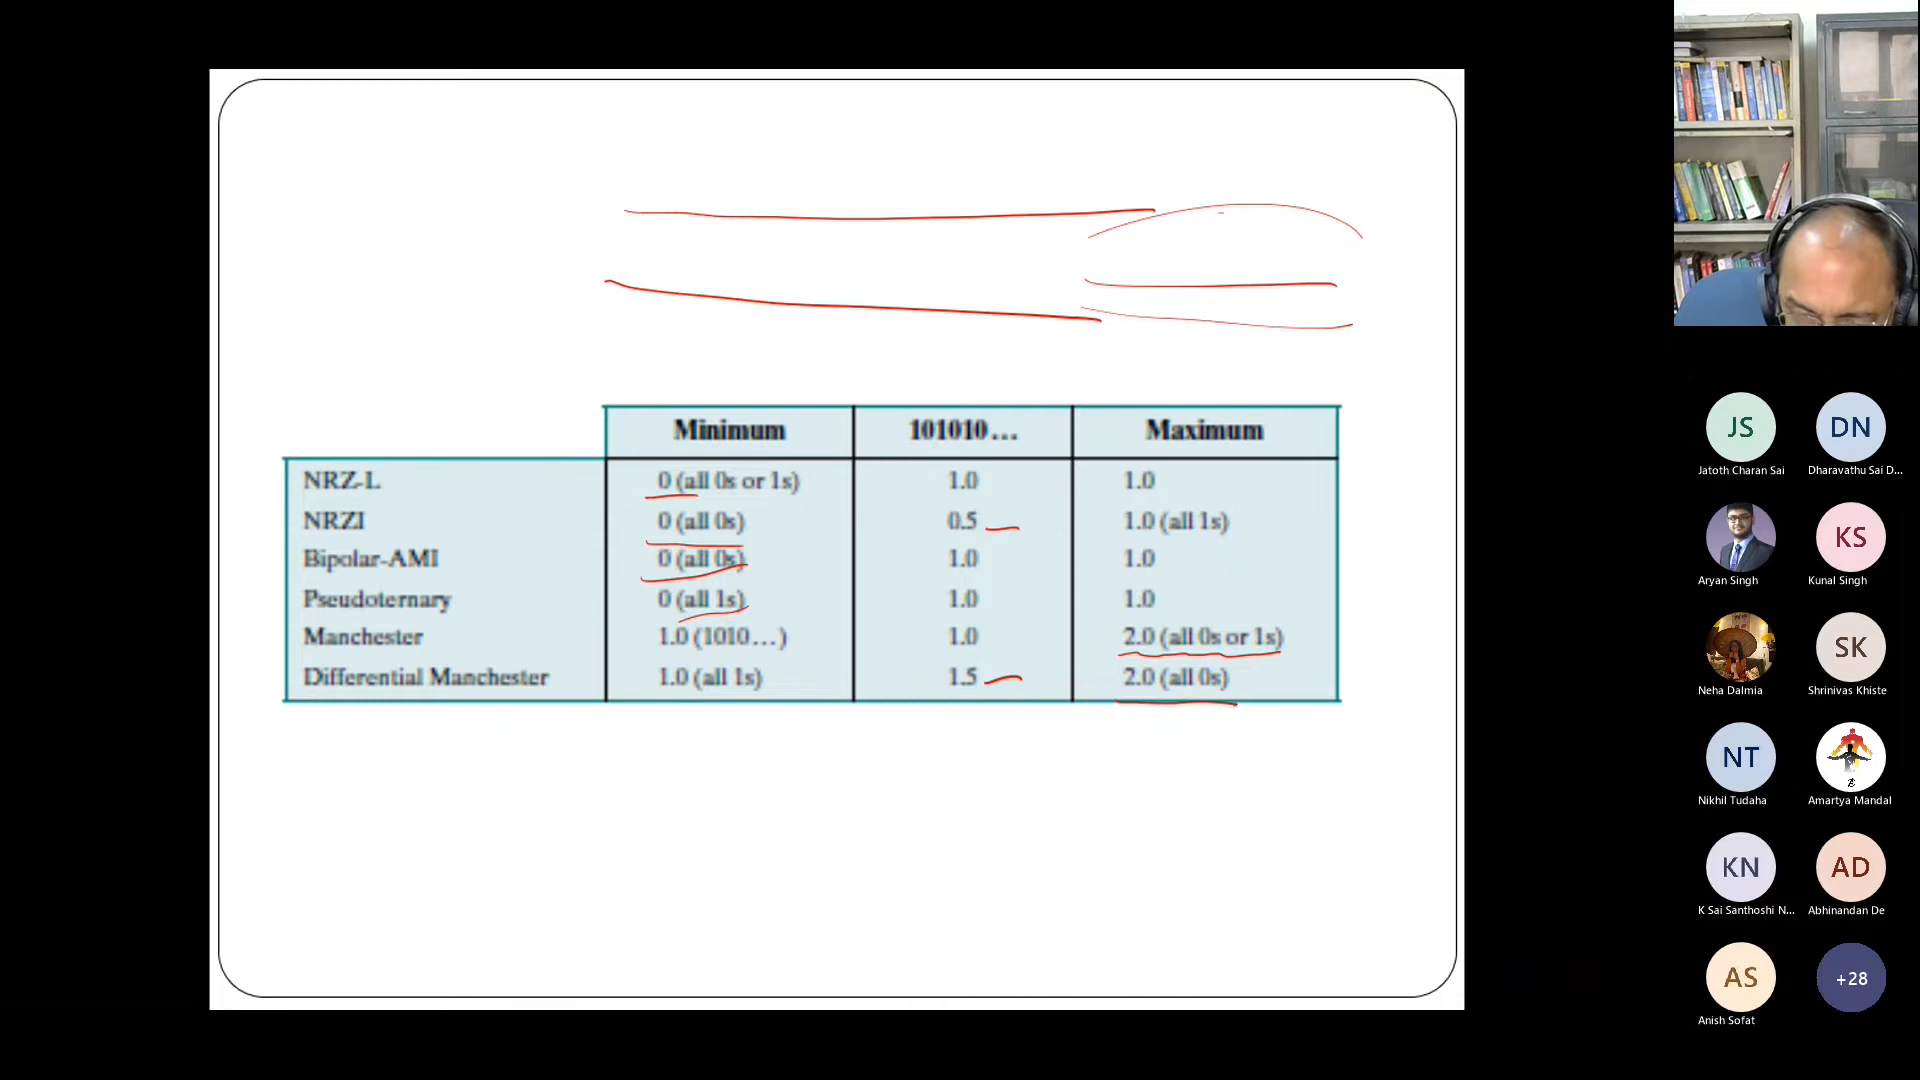 Minimum 101010... Maximum
NRZ-L 0 (all 0s or 1s) 1.0 1.0
NRZI 0 (all 0s) 0.5 1.0 (all 1s)
Bipolar-AMI 0 (all 0s) 1.0 1.0
Pseudoternary 0 (all 1s) 1.0 1.0
Manchester 1.0 (1010...) 1.0 2.0 (all 0s or 1s)
Differential Manchester 1.0 (all 1s) 1.5 2.0 (all 0s)
JS DN
Jatoth Charan Sai Dharavathu Sai D...
KS
Aryan Singh Kunal Singh
SK
Neha Dalmia Shrinivas Khiste
NT
Nikhil Tudaha Amartya Mandal
KN AD
K Sai Santhoshi N... Abhinandan De
AS +28
Anish Sofat